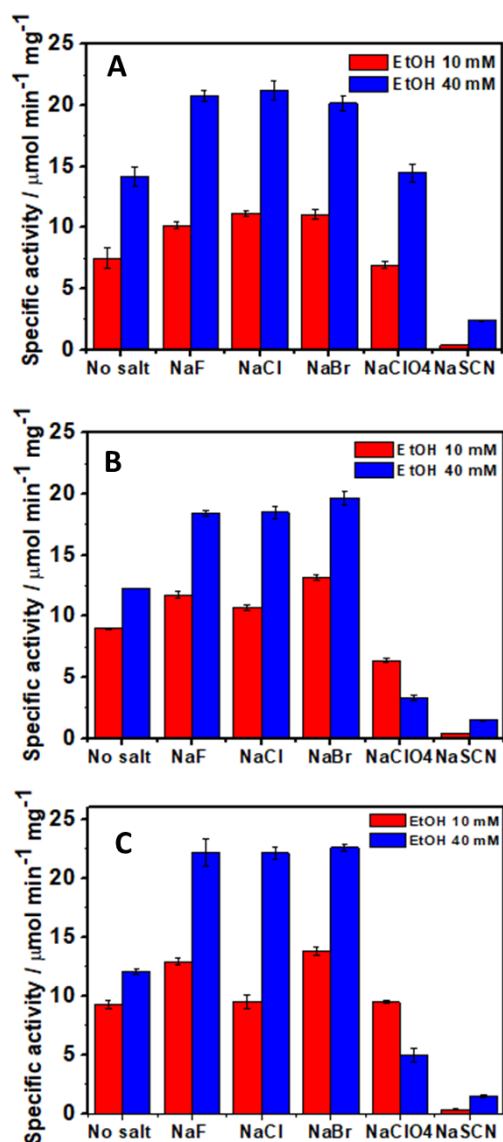 A
EtOH 10 mM
EtOH 40 mM
Specific activity / μmol min⁻¹ mg⁻¹
25
20
15
10
5
0
No salt NaF NaCl NaBr NaClO4 NaSCN
B
EtOH 10 mM
EtOH 40 mM
Specific activity / μmol min⁻¹ mg⁻¹
25
20
15
10
5
0
No salt NaF NaCl NaBr NaClO4 NaSCN
C
EtOH 10 mM
EtOH 40 mM
Specific activity / μmol min⁻¹ mg⁻¹
25
20
15
10
5
0
No salt NaF NaCl NaBr NaClO4 NaSCN